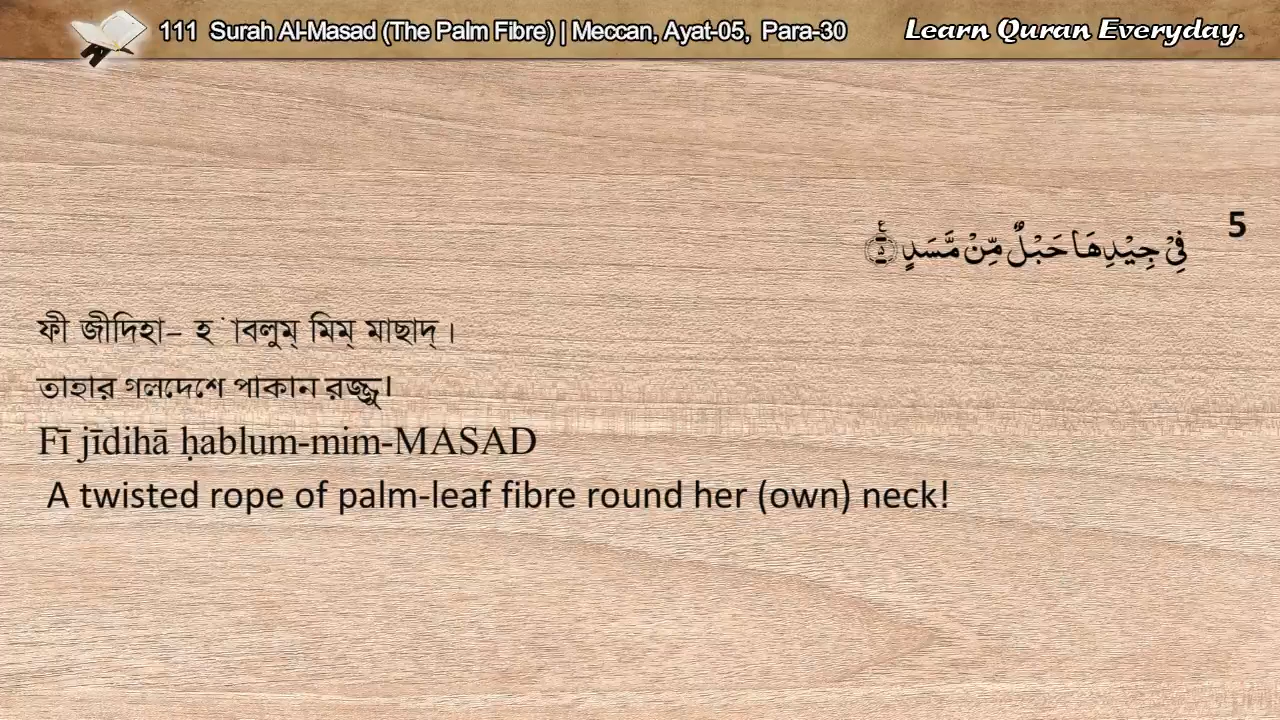 111 Surah Al-Masad (The Palm Fibre) | Meccan, Ayat-05, Para-30
Learn Quran Everyday.
5
فِيْ جِيْدِهَا حَبْلٌ مِّنْ مَّسَدٍ ۝٥
ফী জীদিহা– হ ́াবলুম্ মিম্ মাছাদ্।
তাহার গলদেশে পাকান রজ্জু।
Fī jīdihā ḥablum-mim-MASAD
A twisted rope of palm-leaf fibre round her (own) neck!